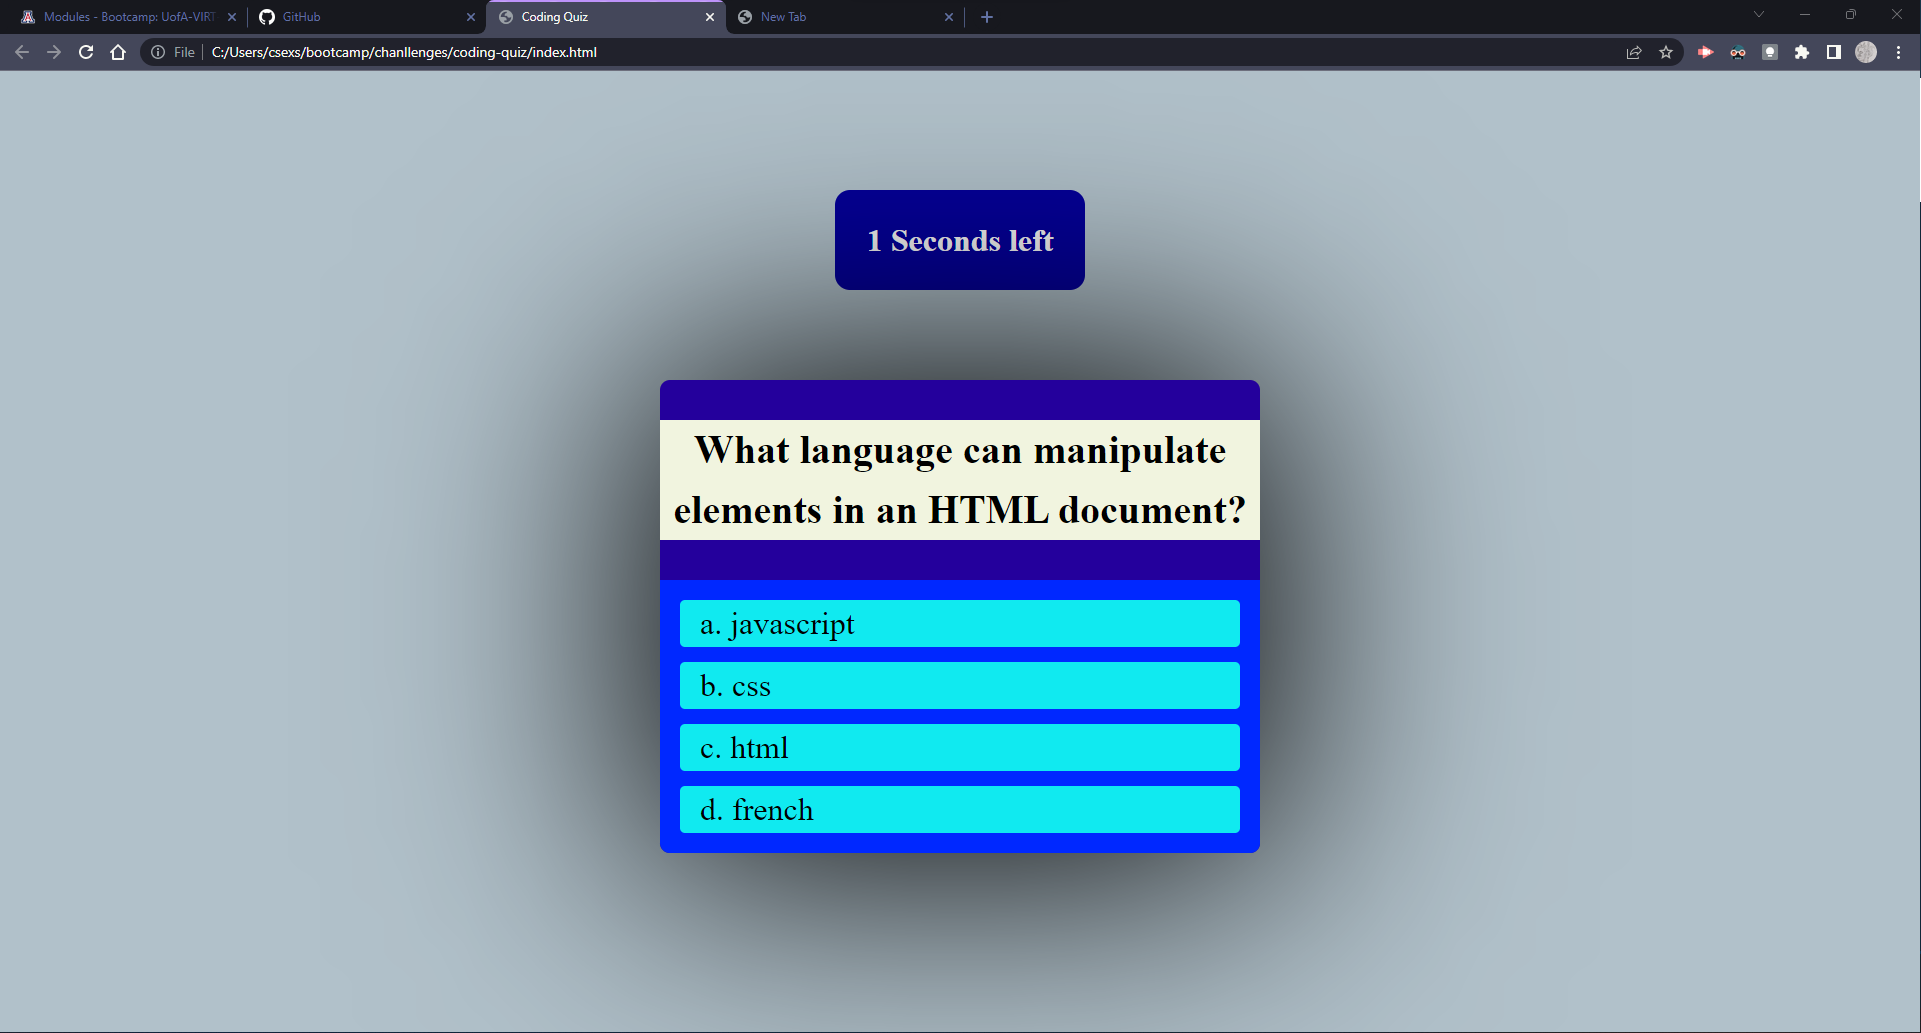 Modules - Bootcamp: UofA-VIRT
GitHub
Coding Quiz
New Tab
File
C:/Users/csexs/bootcamp/chanllenges/coding-quiz/index.html
1 Seconds left
What language can manipulate
elements in an HTML document?
a. javascript
b. css
c. html
d. french